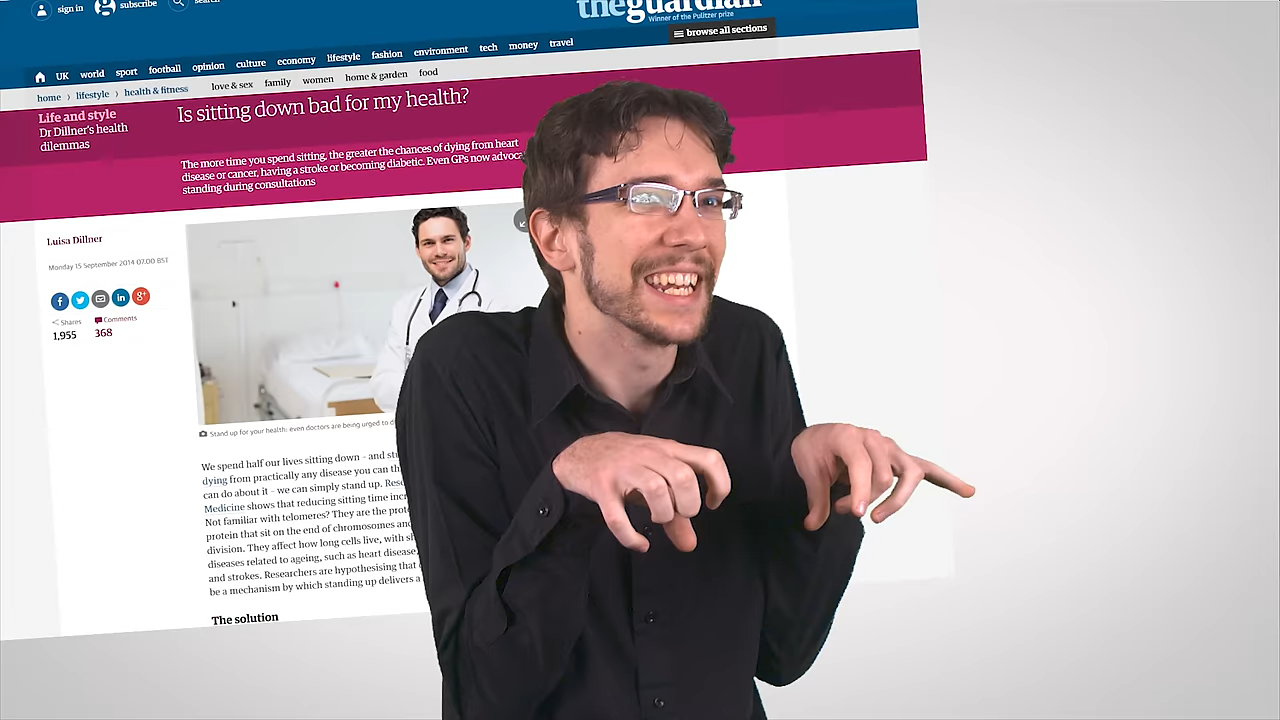 sign in
subscribe
search
theguardian
Winner of the Pulitzer prize
browse all sections
UK world sport football opinion culture economy lifestyle fashion environment tech money travel
home › lifestyle › health & fitness
love & sex family women home & garden food
Life and style
Dr Dillner's health
dilemmas
Is sitting down bad for my health?
The more time you spend sitting, the greater the chances of dying from heart
disease or cancer, having a stroke or becoming diabetic. Even GPs now
standing during consultations
Luisa Dillner
Monday 15 September 2014 07.00 BST
Shares
Comments
1,955
368
Stand up for your health: even doctors are being urged to
We spend half our lives sitting down – and
dying from practically any disease you can
can do about it – we can simply stand up.
Medicine shows that reducing sitting time
Not familiar with telomeres? They are the
protein that sit on the end of chromosomes
division. They affect how long cells live, with
diseases related to ageing, such as heart disease,
and strokes. Researchers are hypothesising that
be a mechanism by which standing up delivers a
The solution